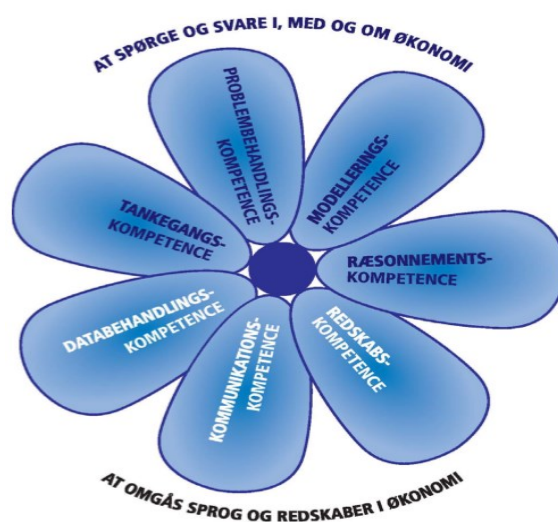 AT SPØRGE OG SVARE I, MED OG OM ØKONOMI
PROBLEMBEHANDLINGS-
KOMPETENCE
MODELLERINGS-
KOMPETENCE
TANKEGANGS-
KOMPETENCE
RÆSONNEMENTS-
KOMPETENCE
DATABEHANDLINGS-
KOMPETENCE
KOMMUNIKATIONS-
KOMPETENCE
REDSKABS-
KOMPETENCE
AT OMGÅS SPROG OG REDSKABER I ØKONOMI